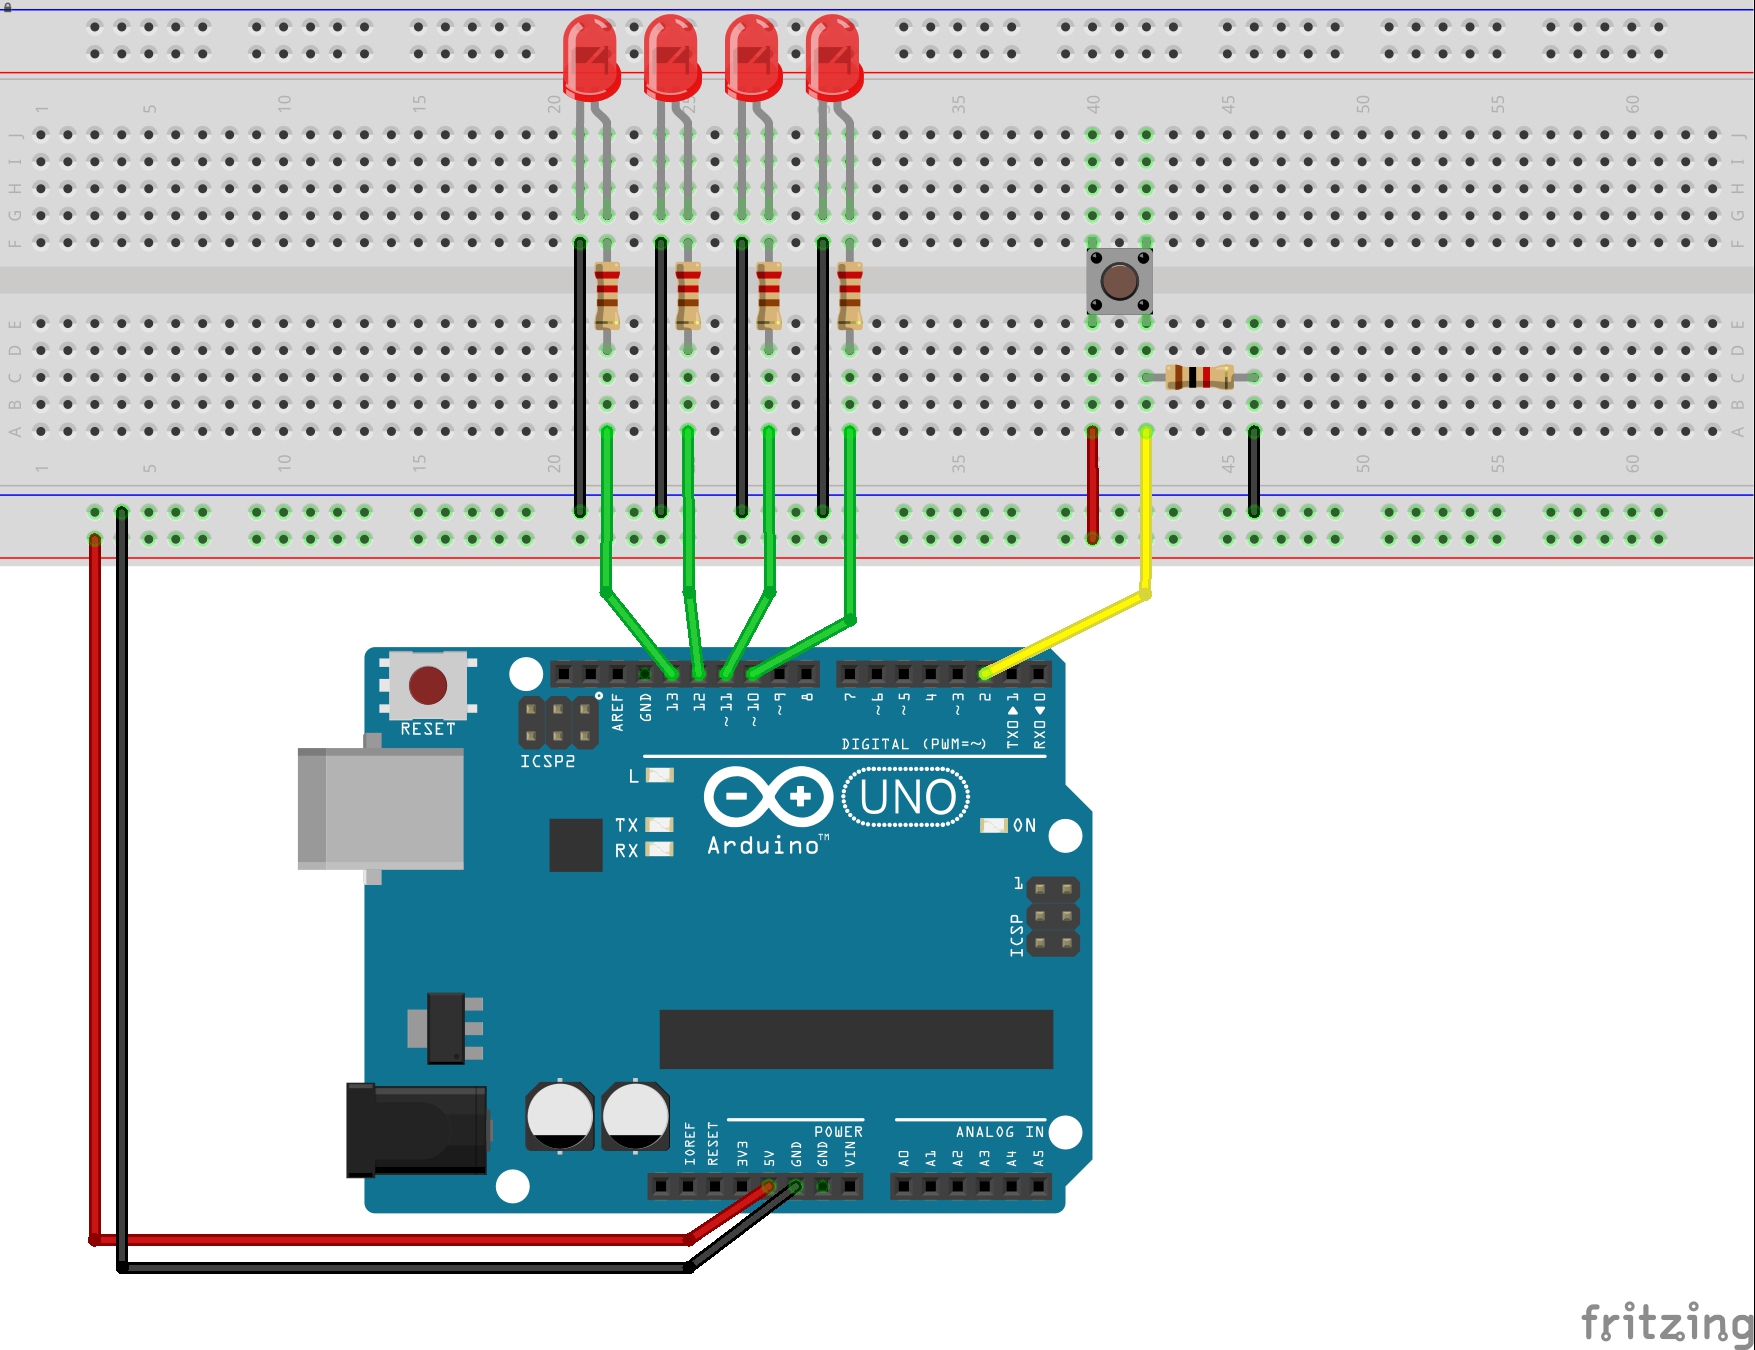 1 5 10 15 20 25 35 40 45 50 55 60
J J
I I
H H
G G
F F
E E
D D
C C
B B
A A
1 5 10 15 20 35 45 50 55 60
RESET
AREF GND 13 12 ~11 ~10 ~9 8 7 ~6 ~5 4 ~3 2 TX0▶1 RX0◀0
ICSP2
DIGITAL (PWM=~)
L
TX
RX
UNO
Arduino™
ON
1
ICSP
POWER
ANALOG IN
IOREF RESET 3V3 5V GND GND VIN A0 A1 A2 A3 A4 A5
fritzing